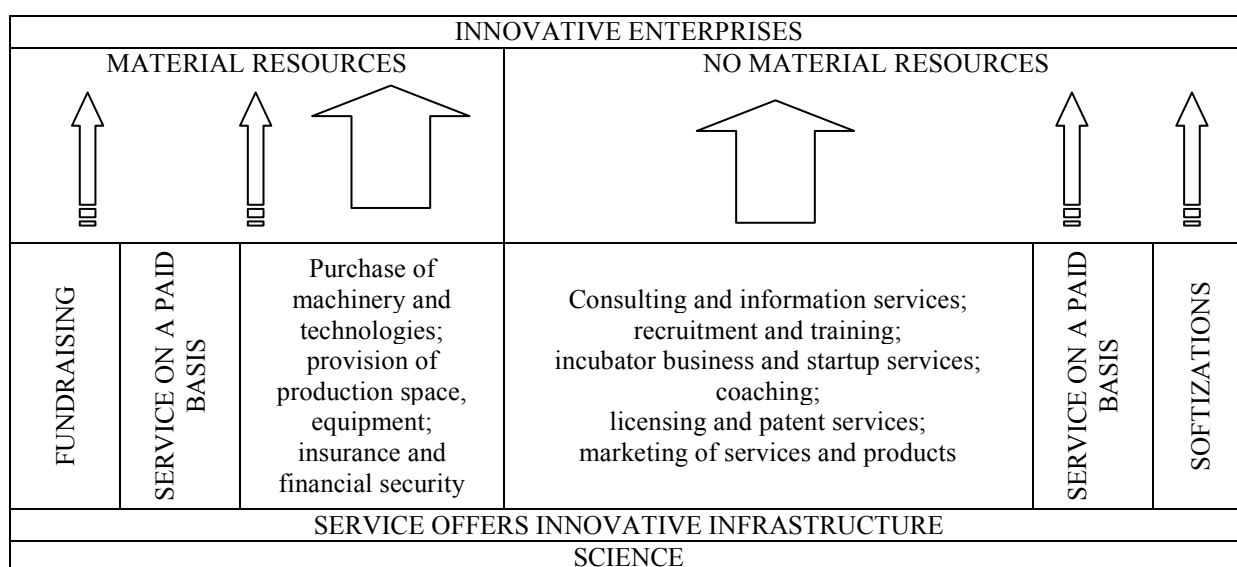 INNOVATIVE ENTERPRISES
MATERIAL RESOURCES
NO MATERIAL RESOURCES
FUNDRAISING
SERVICE ON A PAID
BASIS
Purchase of
machinery and
technologies;
provision of
production space,
equipment;
insurance and
financial security
Consulting and information services;
recruitment and training;
incubator business and startup services;
coaching;
licensing and patent services;
marketing of services and products
SERVICE ON A PAID
BASIS
SOFTIZATIONS
SERVICE OFFERS INNOVATIVE INFRASTRUCTURE
SCIENCE